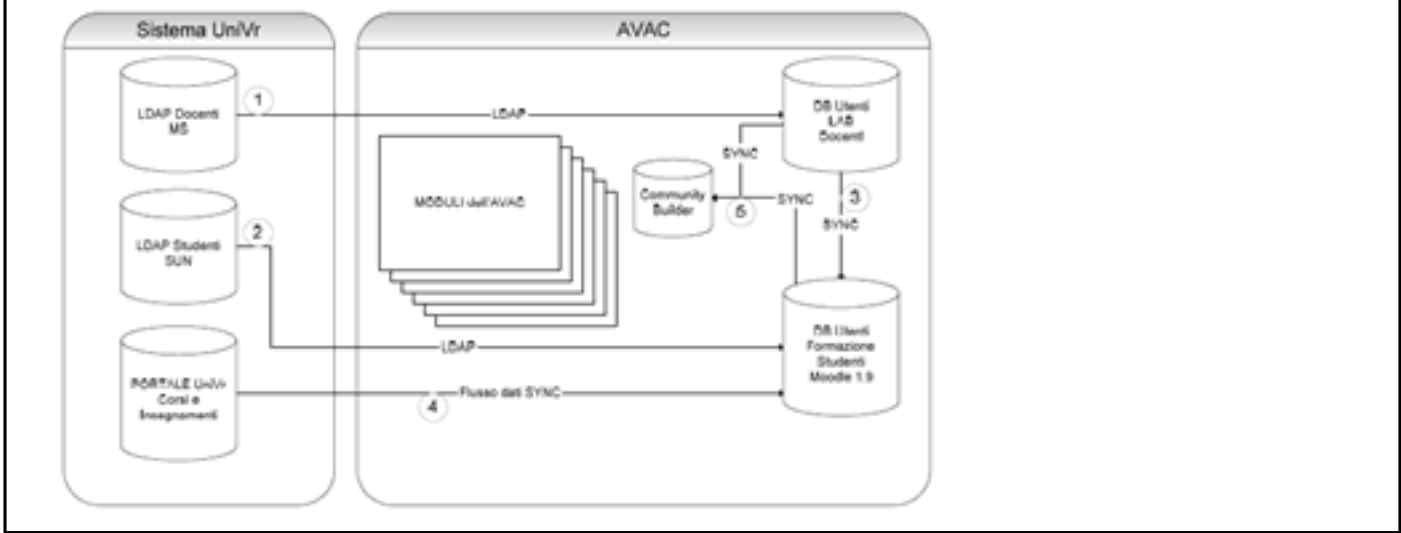 Sistema UniVr
AVAC
LDAP Docenti
MS
1
LDAP
DB Utenti
ILAB
Docenti
SYNC
MODULI dell'AVAC
Community
Builder
5
SYNC
3
SYNC
LDAP Studenti
SUN
2
LDAP
DB Utenti
Formazione
Studenti
Moodle 1.9
PORTALE UniVr
Corsi e
Insegnamenti
4
Flusso dati SYNC